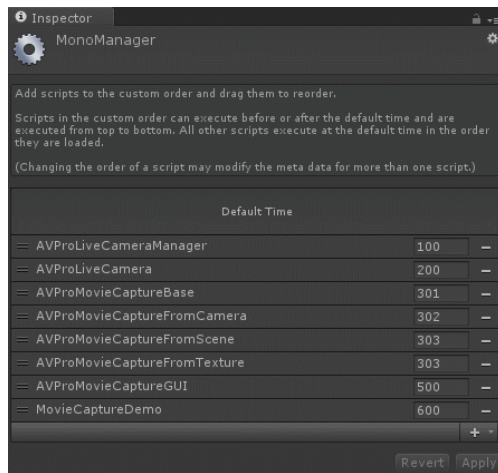 Inspector
MonoManager
Add scripts to the custom order and drag them to reorder.
Scripts in the custom order can execute before or after the default time and are
executed from top to bottom. All other scripts execute at the default time in the order
they are loaded.
(Changing the order of a script may modify the meta data for more than one script.)
Default Time
AVProLiveCameraManager 100
AVProLiveCamera 200
AVProMovieCaptureBase 301
AVProMovieCaptureFromCamera 302
AVProMovieCaptureFromScene 303
AVProMovieCaptureFromTexture 303
AVProMovieCaptureGUI 500
MovieCaptureDemo 600
Revert Apply